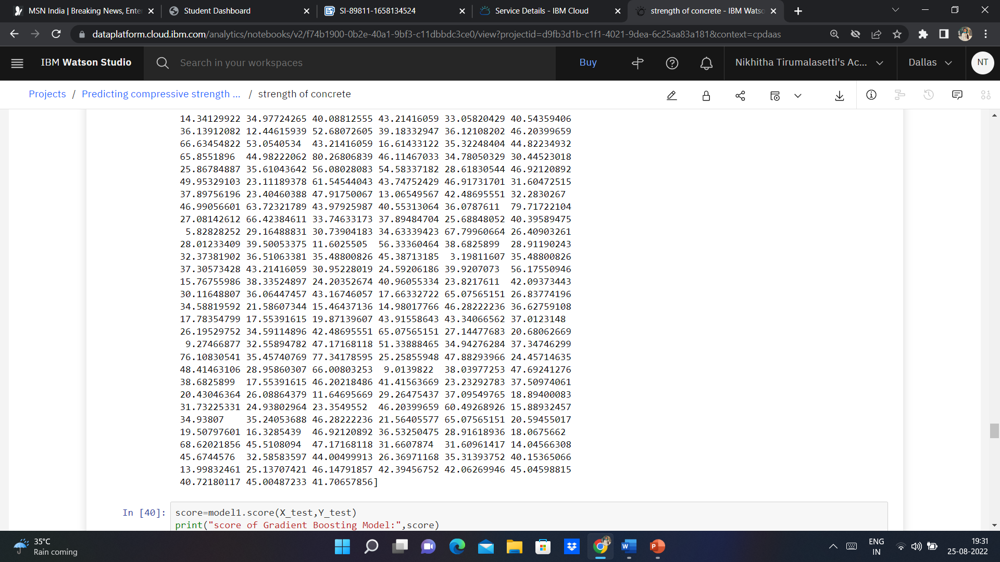 MSN India | Breaking News, Ente
Student Dashboard
SI-89811-1658134524
Service Details - IBM Cloud
strength of concrete - IBM Watso
dataplatform.cloud.ibm.com/analytics/notebooks/v2/f74b1900-0b2e-40a1-9bf3-c11dbbdc3ce0/view?projectid=d9fb3d1b-c1f1-4021-9dea-6c25aa83a181&context=cpdaas
IBM Watson Studio
Search in your workspaces
Buy
Nikhitha Tirumalasetti's Ac...
Dallas
NT
Projects / Predicting compressive strength ... / strength of concrete
14.34129922 34.97724265 40.08812555 43.21416059 33.05820429 40.54359406
36.13912082 12.44615939 52.68072605 39.18332947 36.12108202 46.20399659
66.63454822 53.0540534 43.21416059 16.61433122 35.32248404 44.82234932
65.8551896 44.98222062 80.26806839 46.11467033 34.78050329 30.44523018
25.86784887 35.61043642 56.08028083 54.58337182 28.61830544 46.92120892
49.95329103 23.11189378 61.54544043 43.74752429 46.91731701 31.60472515
37.89756196 23.40460388 47.91750067 13.06549567 42.48695551 32.2830267
46.99056601 63.72321789 43.97925987 40.55313064 36.0787611 79.71722104
27.08142612 66.42384611 33.74633173 37.89484704 25.68848052 40.39589475
5.82828252 29.16488831 30.73904183 34.63339423 67.79960664 26.40903261
28.01233409 39.50053375 11.6025505 56.33360464 38.6825899 28.91190243
32.37381902 36.51063381 35.48800826 45.38713185 3.19811607 35.48800826
37.30573428 43.21416059 30.95228019 24.59206186 39.9207073 56.17550946
15.76755986 38.33524897 24.20352674 40.96055334 23.8217611 42.09373443
30.11648807 36.06447457 43.16746057 17.66332722 65.07565151 26.83774196
34.58819592 21.58607344 15.46437136 14.98017766 46.28222236 36.62759108
17.78354799 17.55391615 19.87139607 43.91558643 43.34066562 37.0123148
26.19529752 34.59114896 42.48695551 65.07565151 27.14477683 20.68062669
9.27466877 32.55894782 47.17168118 51.33888465 34.94276284 37.34746299
76.10830541 35.45740769 77.34178595 25.25855948 47.88293966 24.45714635
48.41463106 28.95860307 66.00803253 9.0139822 38.03977253 47.69241276
38.6825899 17.55391615 46.20218486 41.41563669 23.23292783 37.50974061
20.43046364 26.08864379 11.64695669 29.26475437 37.09549765 18.89400083
31.73225331 24.93802964 23.3549552 46.20399659 60.49268926 15.88932457
34.93807 35.24053688 46.28222236 21.56405577 65.07565151 20.59455017
19.50797601 16.3285439 46.92120892 36.53250475 28.91618936 18.0675662
68.62021856 45.5108094 47.17168118 31.6607874 31.60961417 14.04566308
45.6744576 32.58583597 44.00499913 26.36971168 35.31393752 40.15365066
13.99832461 25.13707421 46.14791857 42.39456752 42.06269946 45.04598815
40.72180117 45.00487233 41.70657856]
In [40]: score=model1.score(X_test,Y_test)
print("score of Gradient Boosting Model:",score)
35°C
Rain coming
ENG
IN
19:31
25-08-2022